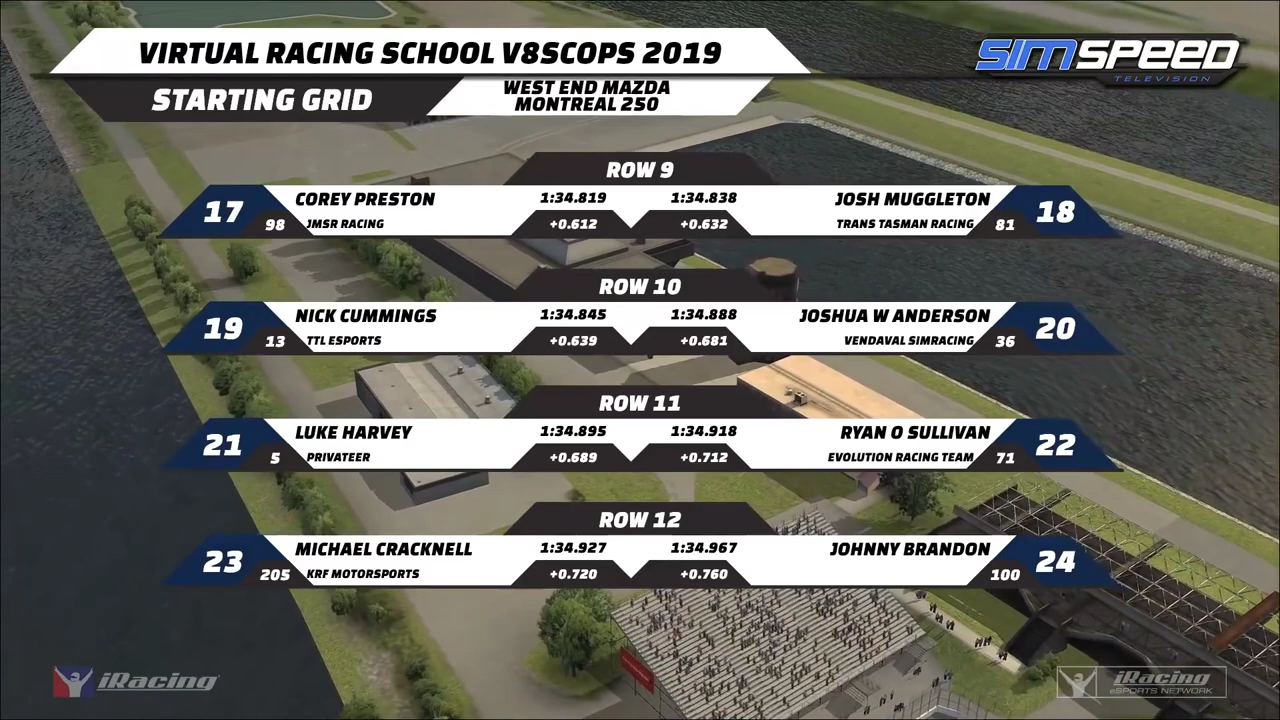 VIRTUAL RACING SCHOOL V8SCOPS 2019
SIMSPEED
TELEVISION
STARTING GRID
WEST END MAZDA
MONTREAL 250
ROW 9
17 COREY PRESTON 1:34.819 1:34.838 JOSH MUGGLETON 18
98 JMSR RACING +0.612 +0.632 TRANS TASMAN RACING 81
ROW 10
19 NICK CUMMINGS 1:34.845 1:34.888 JOSHUA W ANDERSON 20
13 TTL ESPORTS +0.639 +0.681 VENDAVAL SIMRACING 36
ROW 11
21 LUKE HARVEY 1:34.895 1:34.918 RYAN O SULLIVAN 22
5 PRIVATEER +0.689 +0.712 EVOLUTION RACING TEAM 71
ROW 12
23 MICHAEL CRACKNELL 1:34.927 1:34.967 JOHNNY BRANDON 24
205 KRF MOTORSPORTS +0.720 +0.760 100
iRacing
iRacing
eSPORTS NETWORK